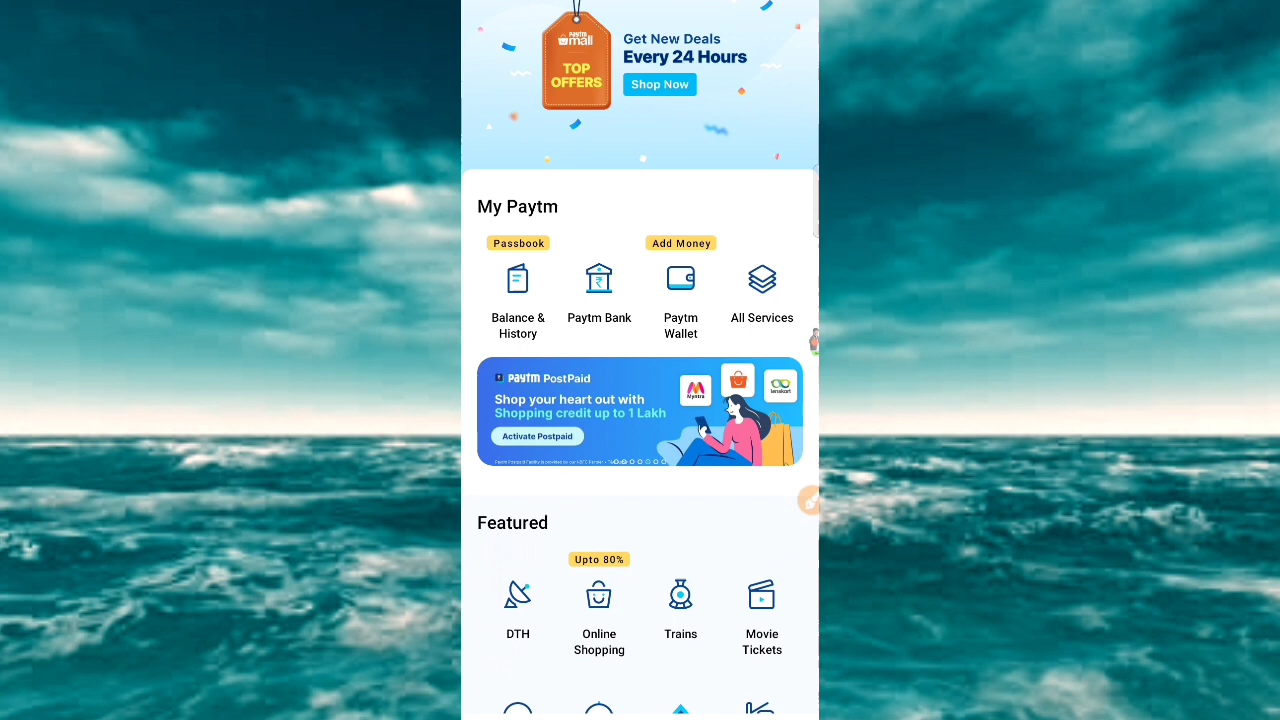 paytm
mall
TOP
OFFERS
Get New Deals
Every 24 Hours
Shop Now
My Paytm
Passbook
Add Money
Balance &
History
Paytm Bank
Paytm
Wallet
All Services
paytm PostPaid
Shop your heart out with
Shopping credit up to 1 Lakh
Activate Postpaid
Myntra
lenskart
Featured
Upto 80%
DTH
Online
Shopping
Trains
Movie
Tickets